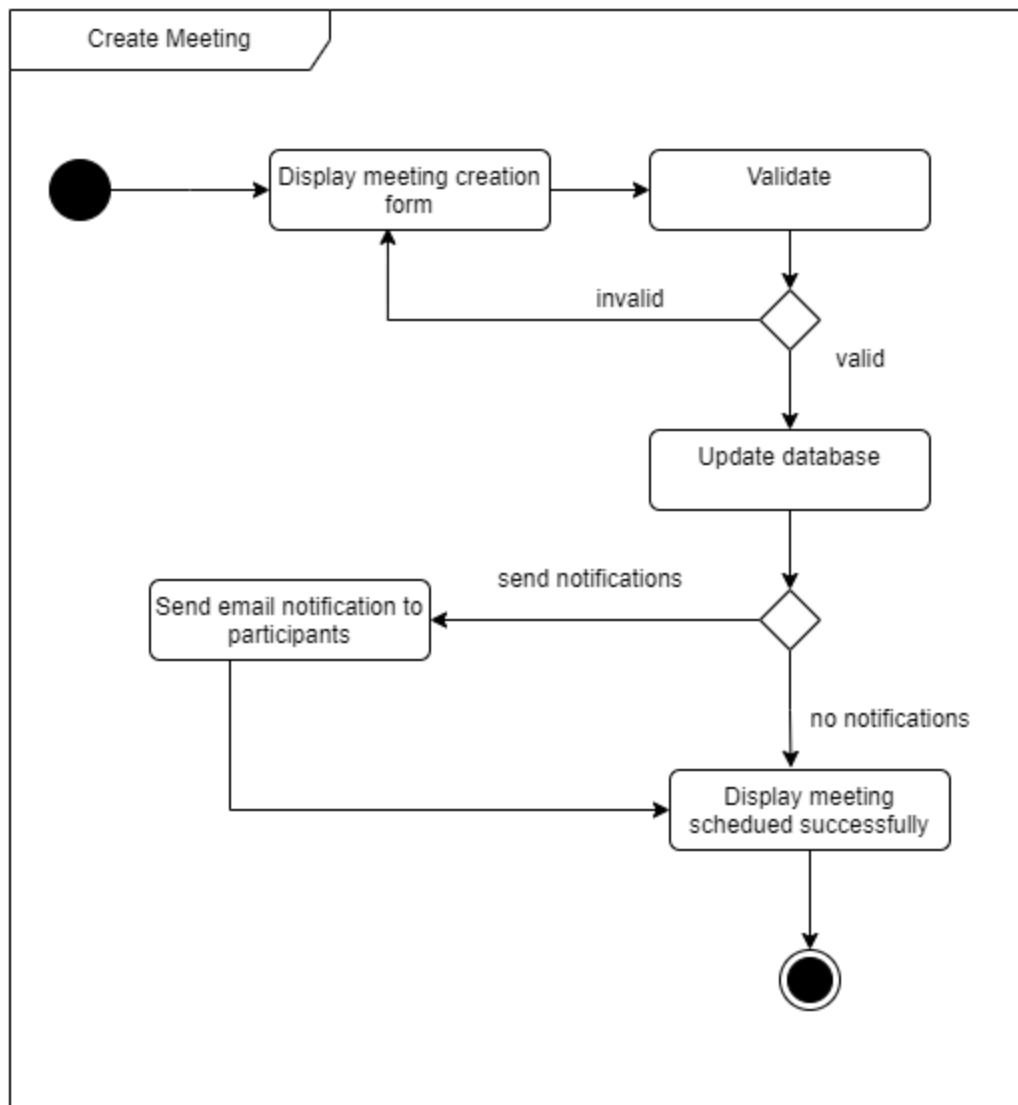 Create Meeting
Display meeting creation
form
Validate
invalid
valid
Update database
send notifications
Send email notification to
participants
no notifications
Display meeting
schedued successfully